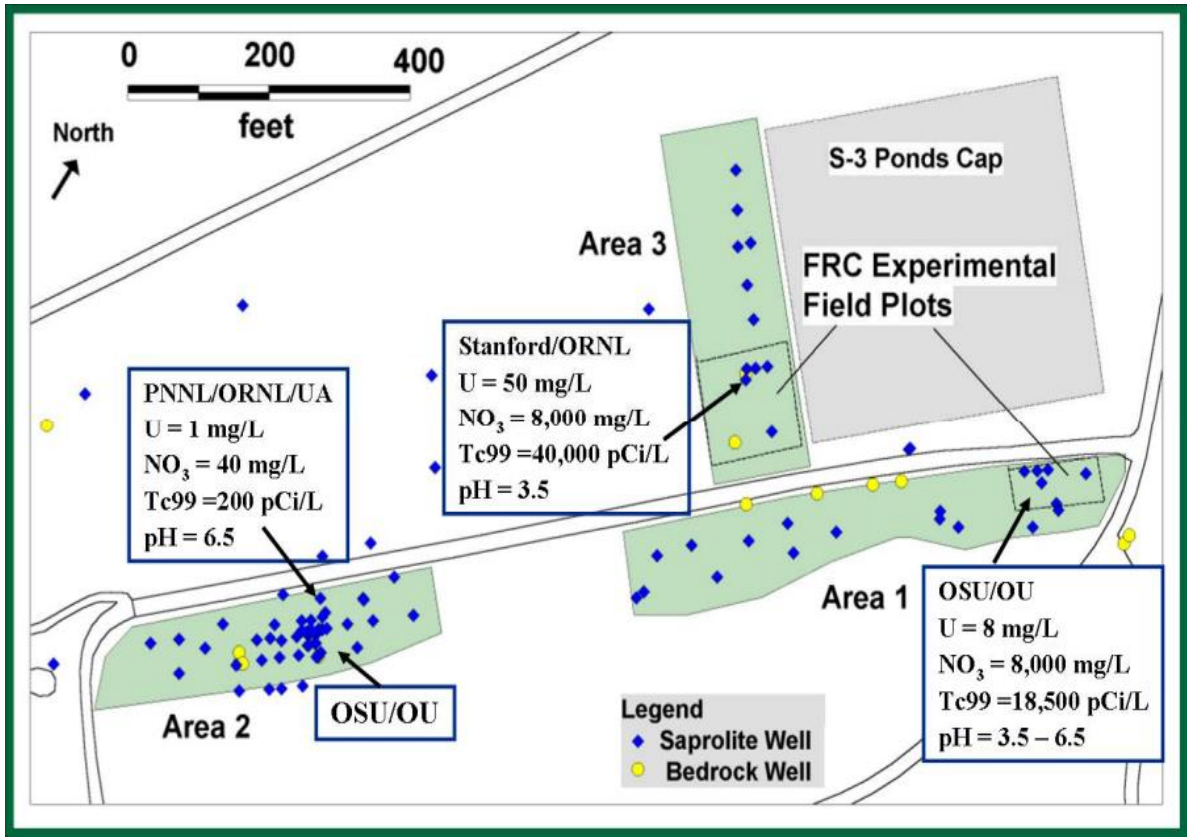 0 200 400
feet
North
S-3 Ponds Cap
Area 3
FRC Experimental
Field Plots
Stanford/ORNL
U = 50 mg/L
NO3 = 8,000 mg/L
Tc99 =40,000 pCi/L
pH = 3.5
PNNL/ORNL/UA
U = 1 mg/L
NO3 = 40 mg/L
Tc99 =200 pCi/L
pH = 6.5
Area 1
OSU/OU
U = 8 mg/L
NO3 = 8,000 mg/L
Tc99 =18,500 pCi/L
pH = 3.5 – 6.5
OSU/OU
Area 2
Legend
Saprolite Well
Bedrock Well